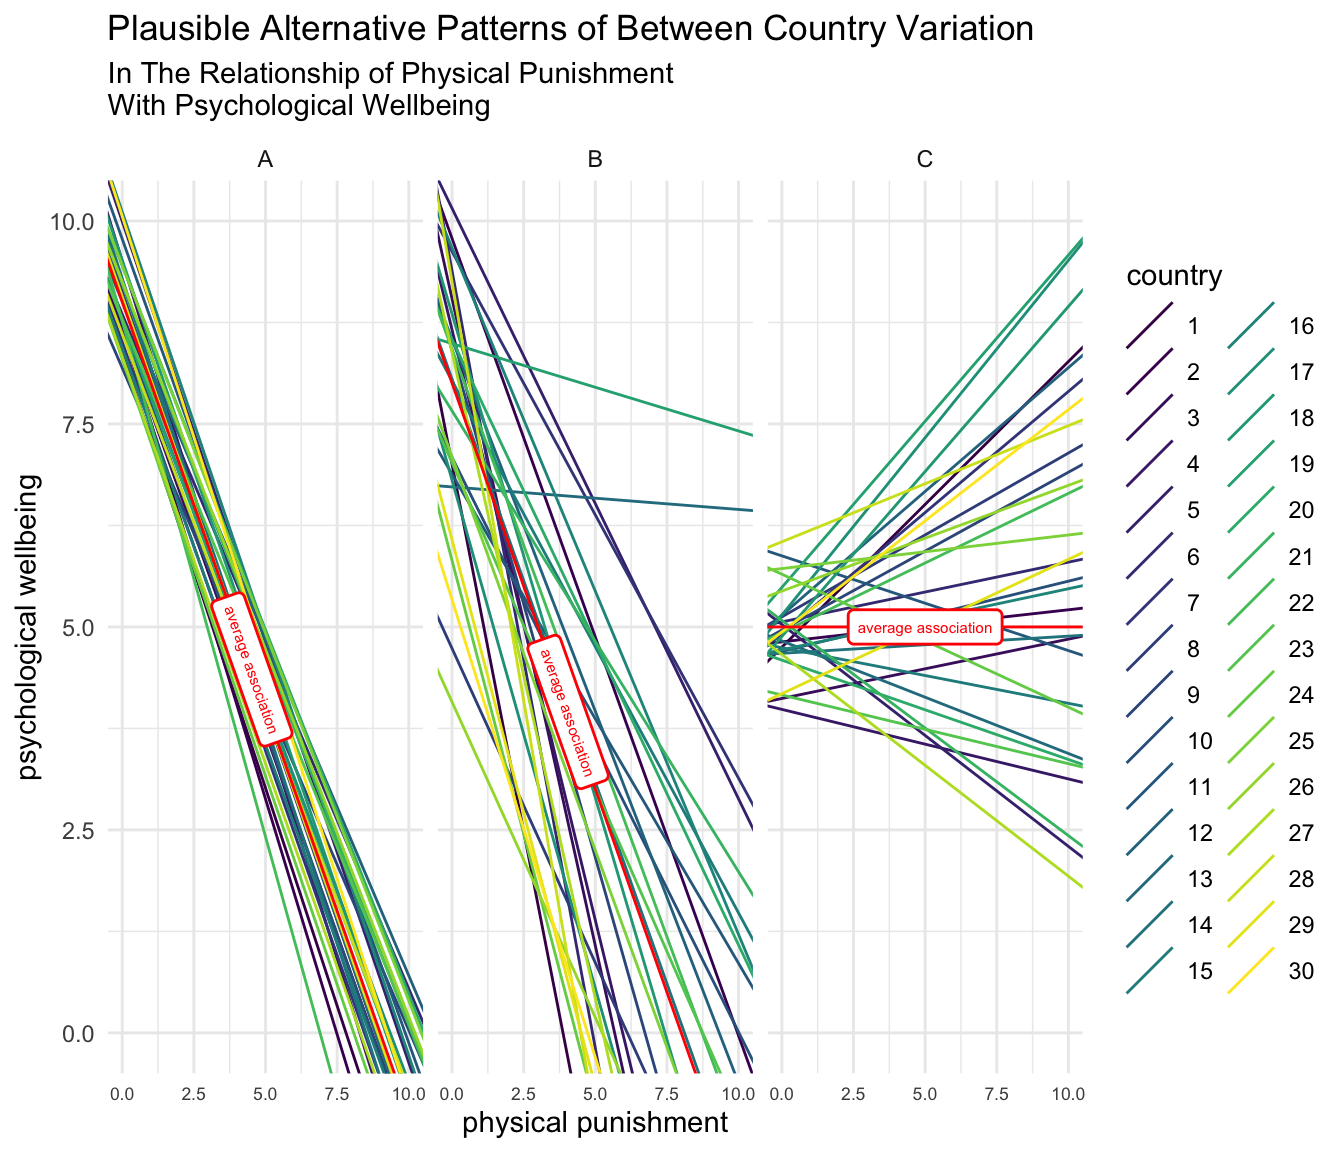 Plausible Alternative Patterns of Between Country Variation
In The Relationship of Physical Punishment
With Psychological Wellbeing
A
B
C
10.0
7.5
5.0
2.5
0.0
psychological wellbeing
average association
average association
average association
0.0 2.5 5.0 7.5 10.0
0.0 2.5 5.0 7.5 10.0
0.0 2.5 5.0 7.5 10.0
physical punishment
country
1 16
2 17
3 18
4 19
5 20
6 21
7 22
8 23
9 24
10 25
11 26
12 27
13 28
14 29
15 30